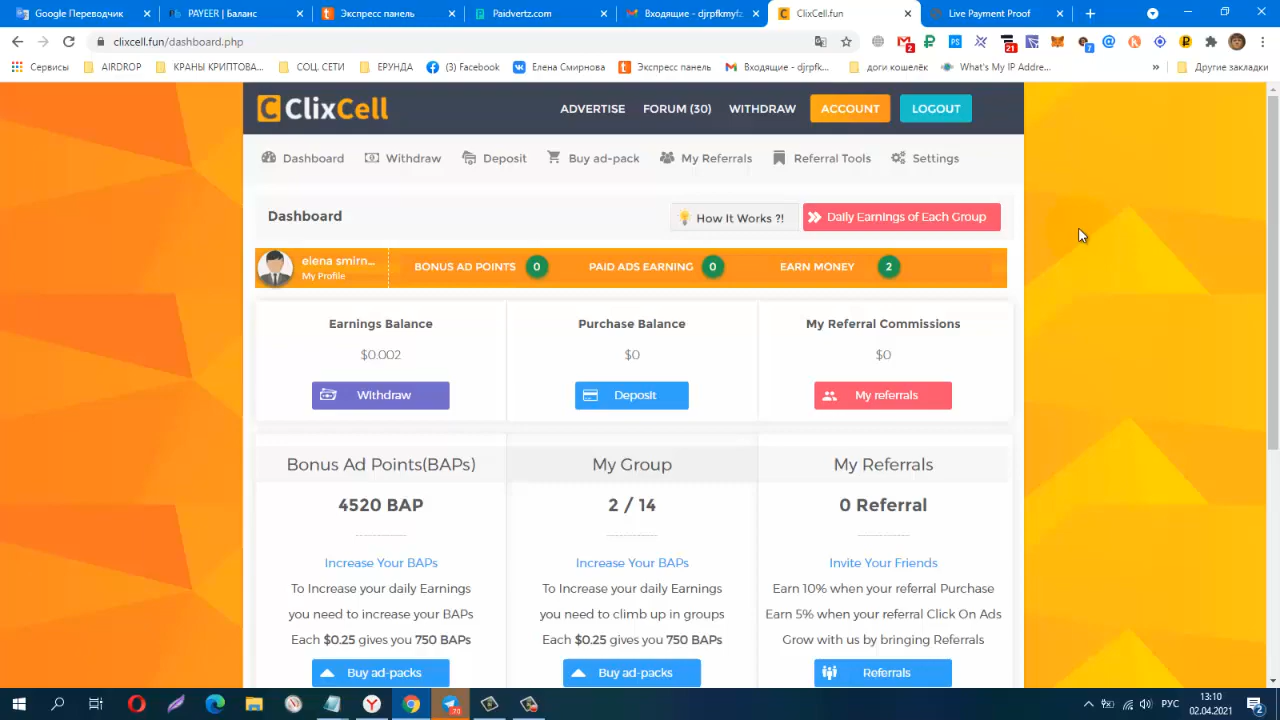 Google Переводчик
PAYEER | Баланс
Экспресс панель
Paidvertz.com
Входящие - djrpfkmyfz
ClixCell.fun
Live Payment Proof
clixcell.fun/dashboard.php
2
21
7
Сервисы
AIRDROP
КРАНЫ КРИПТОВА...
СОЦ. СЕТИ
ЕРУНДА
(3) Facebook
Елена Смирнова
Экспресс панель
Входящие - djrpfk...
доги кошелёк
What's My IP Addre...
»
Другие закладки
ClixCell
ADVERTISE
FORUM (30)
WITHDRAW
ACCOUNT
LOGOUT
Dashboard
Withdraw
Deposit
Buy ad-pack
My Referrals
Referral Tools
Settings
Dashboard
How It Works ?!
Daily Earnings of Each Group
elena smirn...
My Profile
BONUS AD POINTS 0
PAID ADS EARNING 0
EARN MONEY 2
Earnings Balance
$0.002
Withdraw
Purchase Balance
$0
Deposit
My Referral Commissions
$0
My referrals
Bonus Ad Points(BAPs)
4520 BAP
Increase Your BAPs
To Increase your daily Earnings
you need to increase your BAPs
Each $0.25 gives you 750 BAPs
Buy ad-packs
My Group
2 / 14
Increase Your BAPs
To Increase your daily Earnings
you need to climb up in groups
Each $0.25 gives you 750 BAPs
Buy ad-packs
My Referrals
0 Referral
Invite Your Friends
Earn 10% when your referral Purchase
Earn 5% when your referral Click On Ads
Grow with us by bringing Referrals
Referrals
РУС
13:10
02.04.2021
2